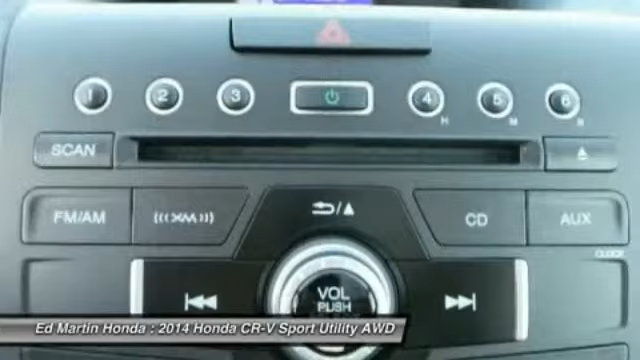 1 2 3 4 5 6
H M R
SCAN
FM/AM ((XM)) CD AUX
CLOCK
VOL
PUSH
Ed Martin Honda : 2014 Honda CR-V Sport Utility AWD